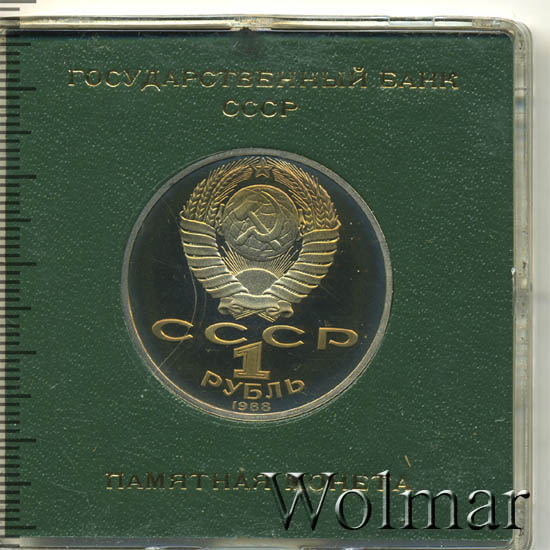 ГОСУДАРСТВЕННЫЙ БАНК
СССР
СССР
1
РУБЛЬ
1988
ПАМЯТНАЯ МОНЕТА
Wolmar